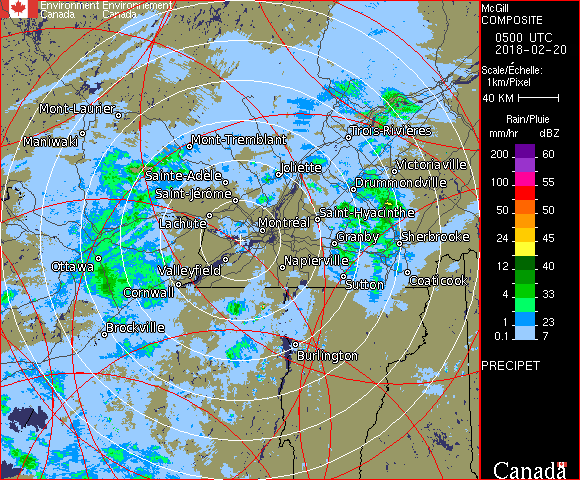 Environment Environnement
Canada Canada
McGill
COMPOSITE
0500 UTC
2018-02-20
Scale/Échelle:
1km/Pixel
40 KM
Rain/Pluie
mm/hr dBZ
200 60
100 55
50 50
24 45
12 40
4 33
1 23
0.1 7
PRECIPET
Canada
Mont-Laurier
Maniwaki
Mont-Tremblant
Trois-Rivières
Sainte-Adèle
Joliette
Victoriaville
Saint-Jérôme
Drummondville
Lachute
Montréal
Saint-Hyacinthe
Granby
Sherbrooke
Ottawa
Valleyfield
Napierville
Cornwall
Sutton
Coaticook
Brockville
Burlington